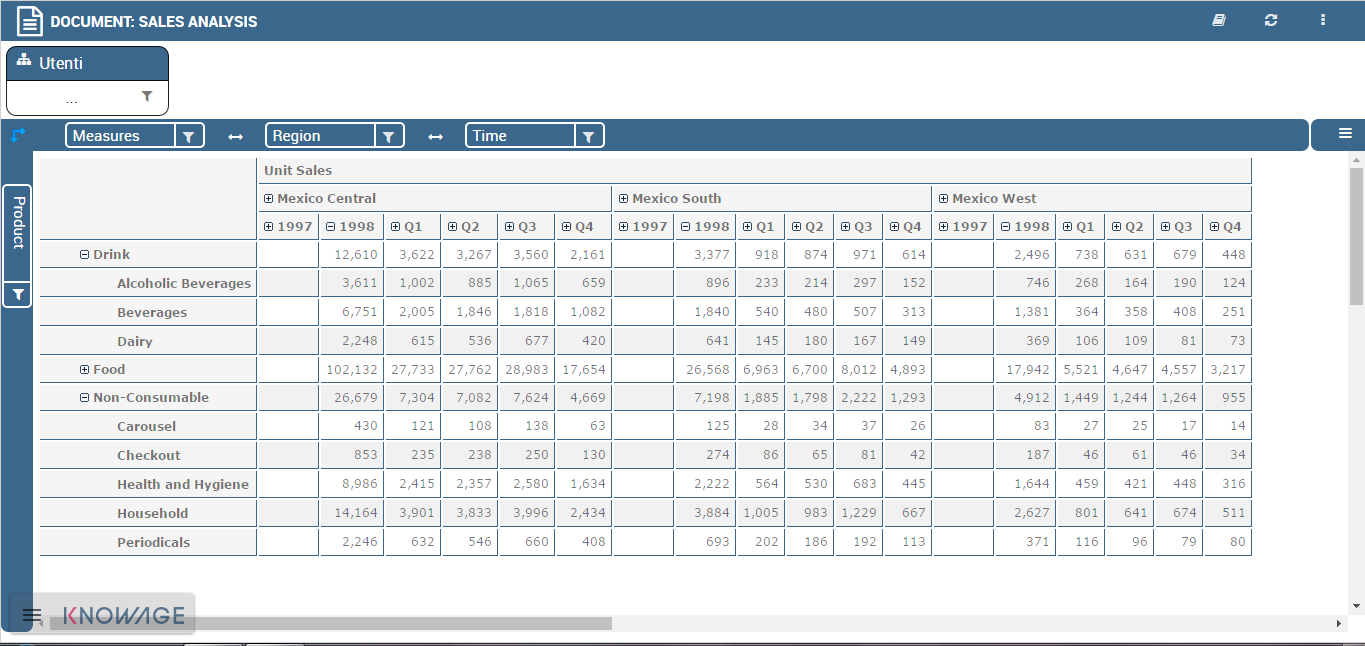 DOCUMENT: SALES ANALYSIS
Utenti
...
Measures Region Time
Product
Unit Sales
Mexico Central Mexico South Mexico West
1997 1998 Q1 Q2 Q3 Q4 1997 1998 Q1 Q2 Q3 Q4 1997 1998 Q1 Q2 Q3 Q4
Drink 12,610 3,622 3,267 3,560 2,161 3,377 918 874 971 614 2,496 738 631 679 448
Alcoholic Beverages 3,611 1,002 885 1,065 659 896 233 214 297 152 746 268 164 190 124
Beverages 6,751 2,005 1,846 1,818 1,082 1,840 540 480 507 313 1,381 364 358 408 251
Dairy 2,248 615 536 677 420 641 145 180 167 149 369 106 109 81 73
Food 102,132 27,733 27,762 28,983 17,654 26,568 6,963 6,700 8,012 4,893 17,942 5,521 4,647 4,557 3,217
Non-Consumable 26,679 7,304 7,082 7,624 4,669 7,198 1,885 1,798 2,222 1,293 4,912 1,449 1,244 1,264 955
Carousel 430 121 108 138 63 125 28 34 37 26 83 27 25 17 14
Checkout 853 235 238 250 130 274 86 65 81 42 187 46 61 46 34
Health and Hygiene 8,986 2,415 2,357 2,580 1,634 2,222 564 530 683 445 1,644 459 421 448 316
Household 14,164 3,901 3,833 3,996 2,434 3,884 1,005 983 1,229 667 2,627 801 641 674 511
Periodicals 2,246 632 546 660 408 693 202 186 192 113 371 116 96 79 80
KNOWAGE